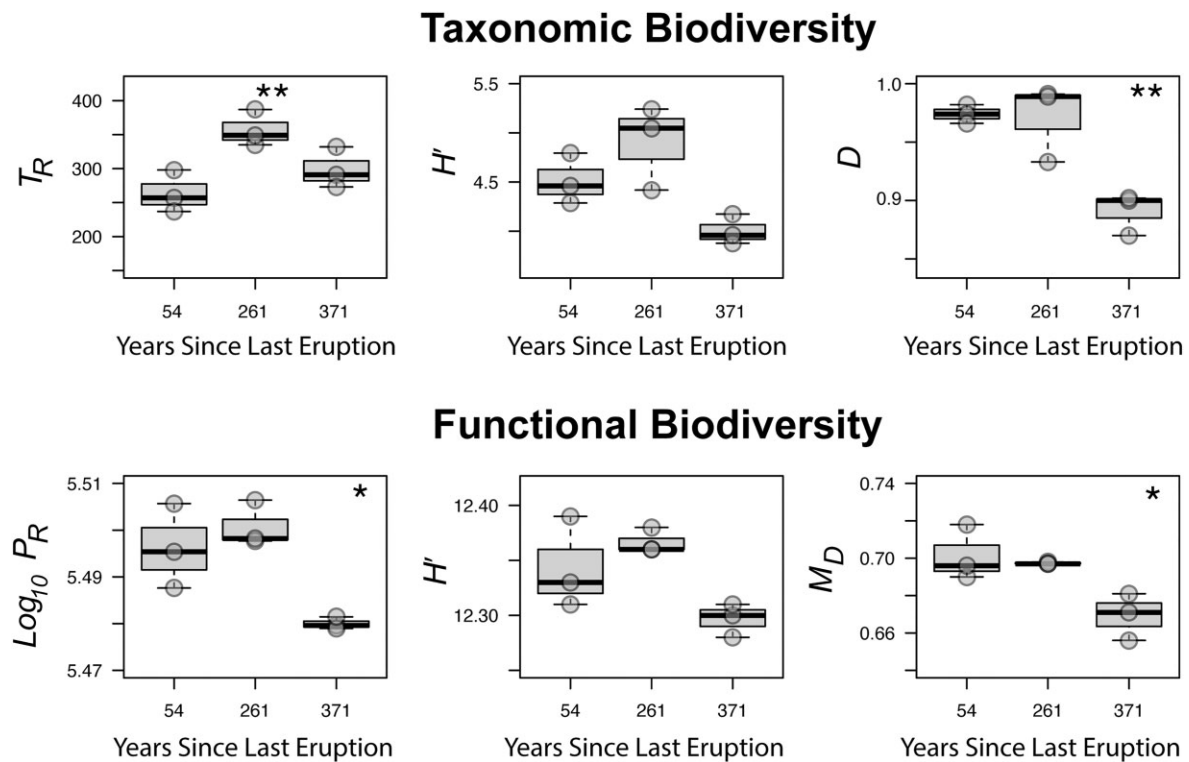 Taxonomic Biodiversity
T_R
400
300
200
**
54 261 371
Years Since Last Eruption
H'
5.5
4.5
54 261 371
Years Since Last Eruption
D
1.0
0.9
**
54 261 371
Years Since Last Eruption
Functional Biodiversity
Log10 P_R
5.51
5.49
5.47
*
54 261 371
Years Since Last Eruption
H'
12.40
12.30
54 261 371
Years Since Last Eruption
M_D
0.74
0.70
0.66
*
54 261 371
Years Since Last Eruption